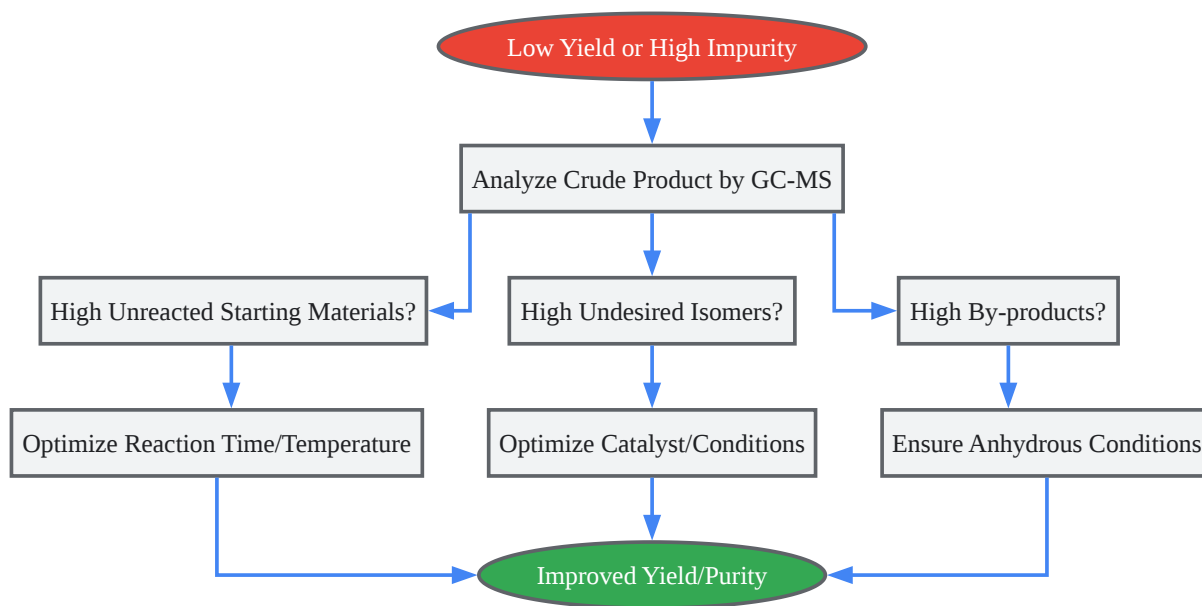 Low Yield or High Impurity
Analyze Crude Product by GC-MS
High Unreacted Starting Materials?
High Undesired Isomers?
High By-products?
Optimize Reaction Time/Temperature
Optimize Catalyst/Conditions
Ensure Anhydrous Conditions
Improved Yield/Purity